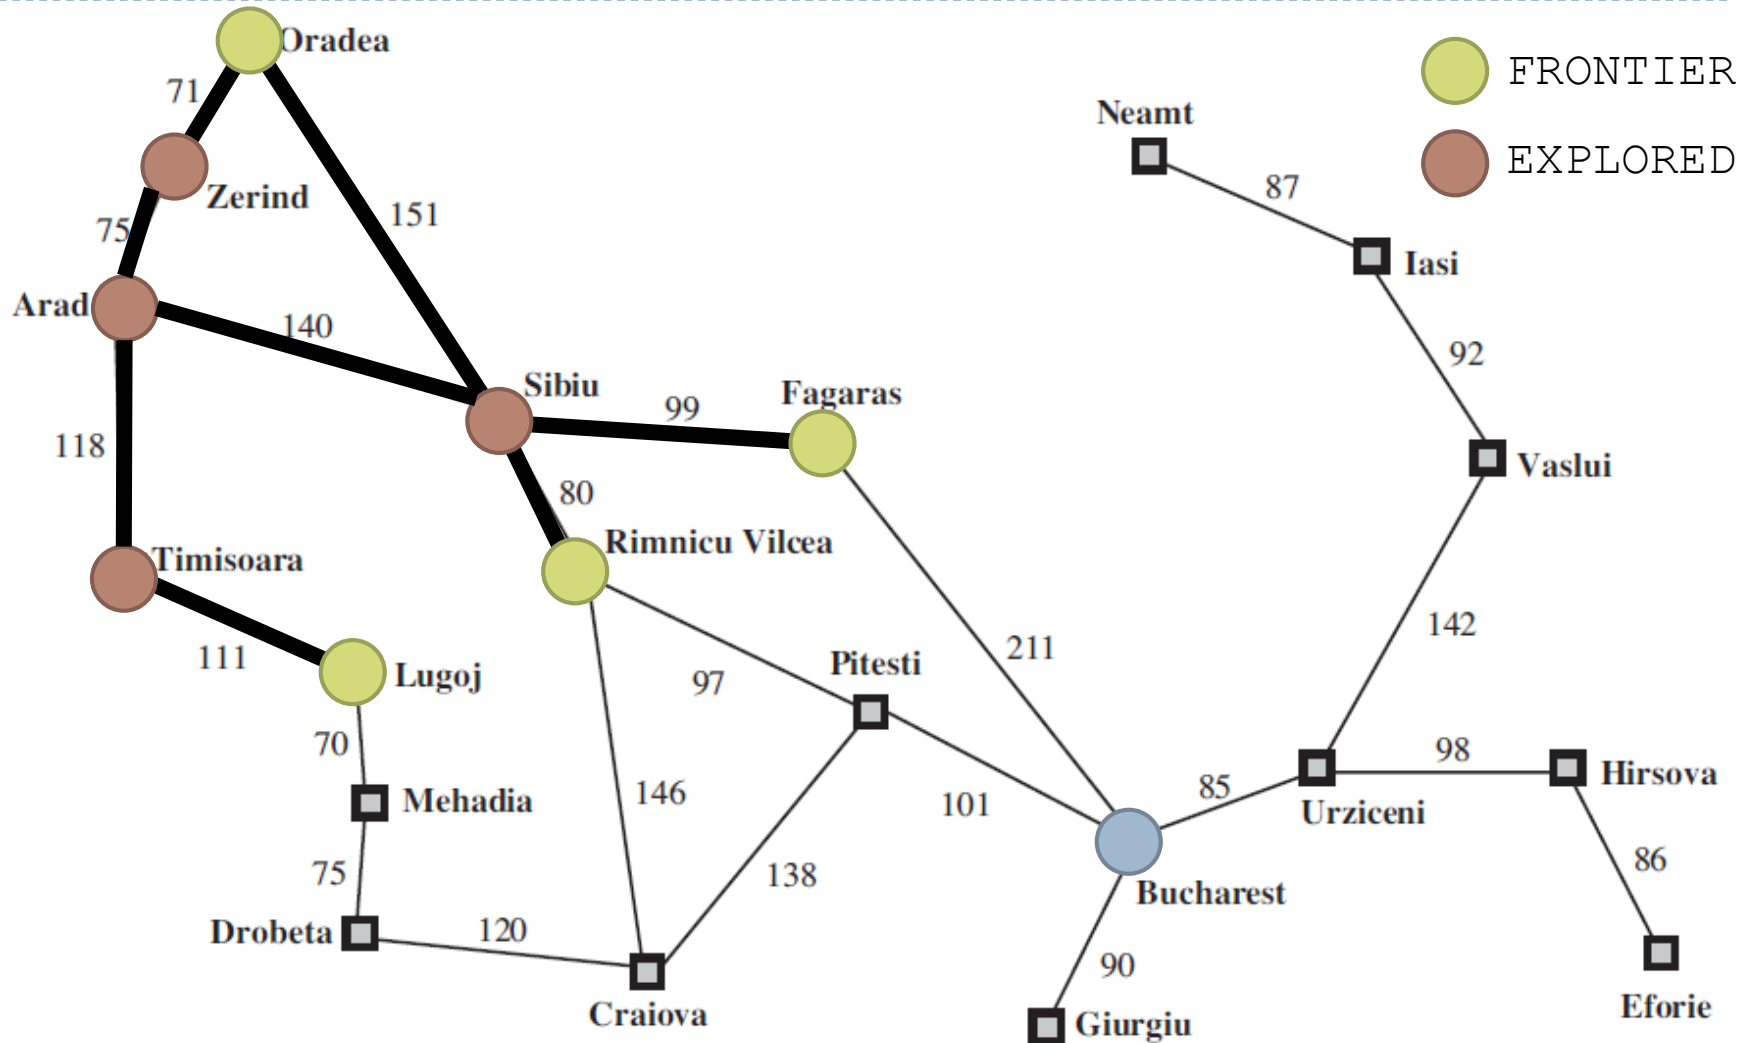 Oradea
FRONTIER
71
Neamt
EXPLORED
87
Zerind
151
75
Iasi
Arad
140
92
Sibiu
Fagaras
99
118
Vaslui
80
Rimnicu Vilcea
Timisoara
142
211
111
Lugoj
Pitesti
97
70
98
Hirsova
Mehadia
146
101
85
Urziceni
86
75
138
Bucharest
Drobeta
120
90
Craiova
Giurgiu
Eforie